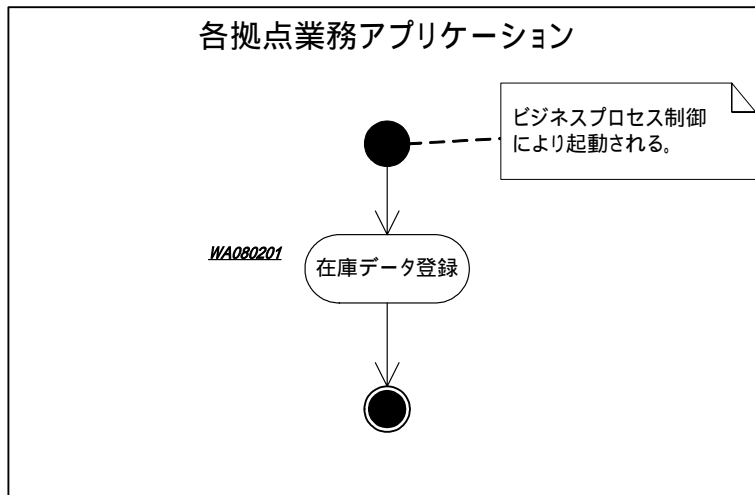 各拠点業務アプリケーション
ビジネスプロセス制御
により起動される。
WA080201
在庫データ登録